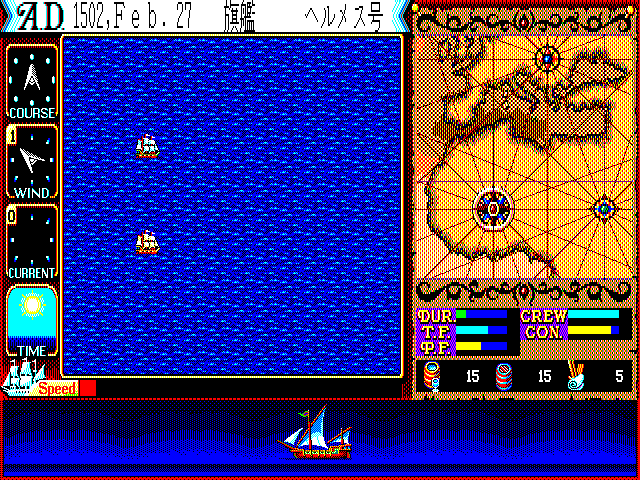 A.D. 1502,Feb.27 旗艦 ヘルメス号
COURSE
1
WIND
0
CURRENT
TIME
Speed
DUR. CREW
T.F. CON.
P.F.
15 15 5